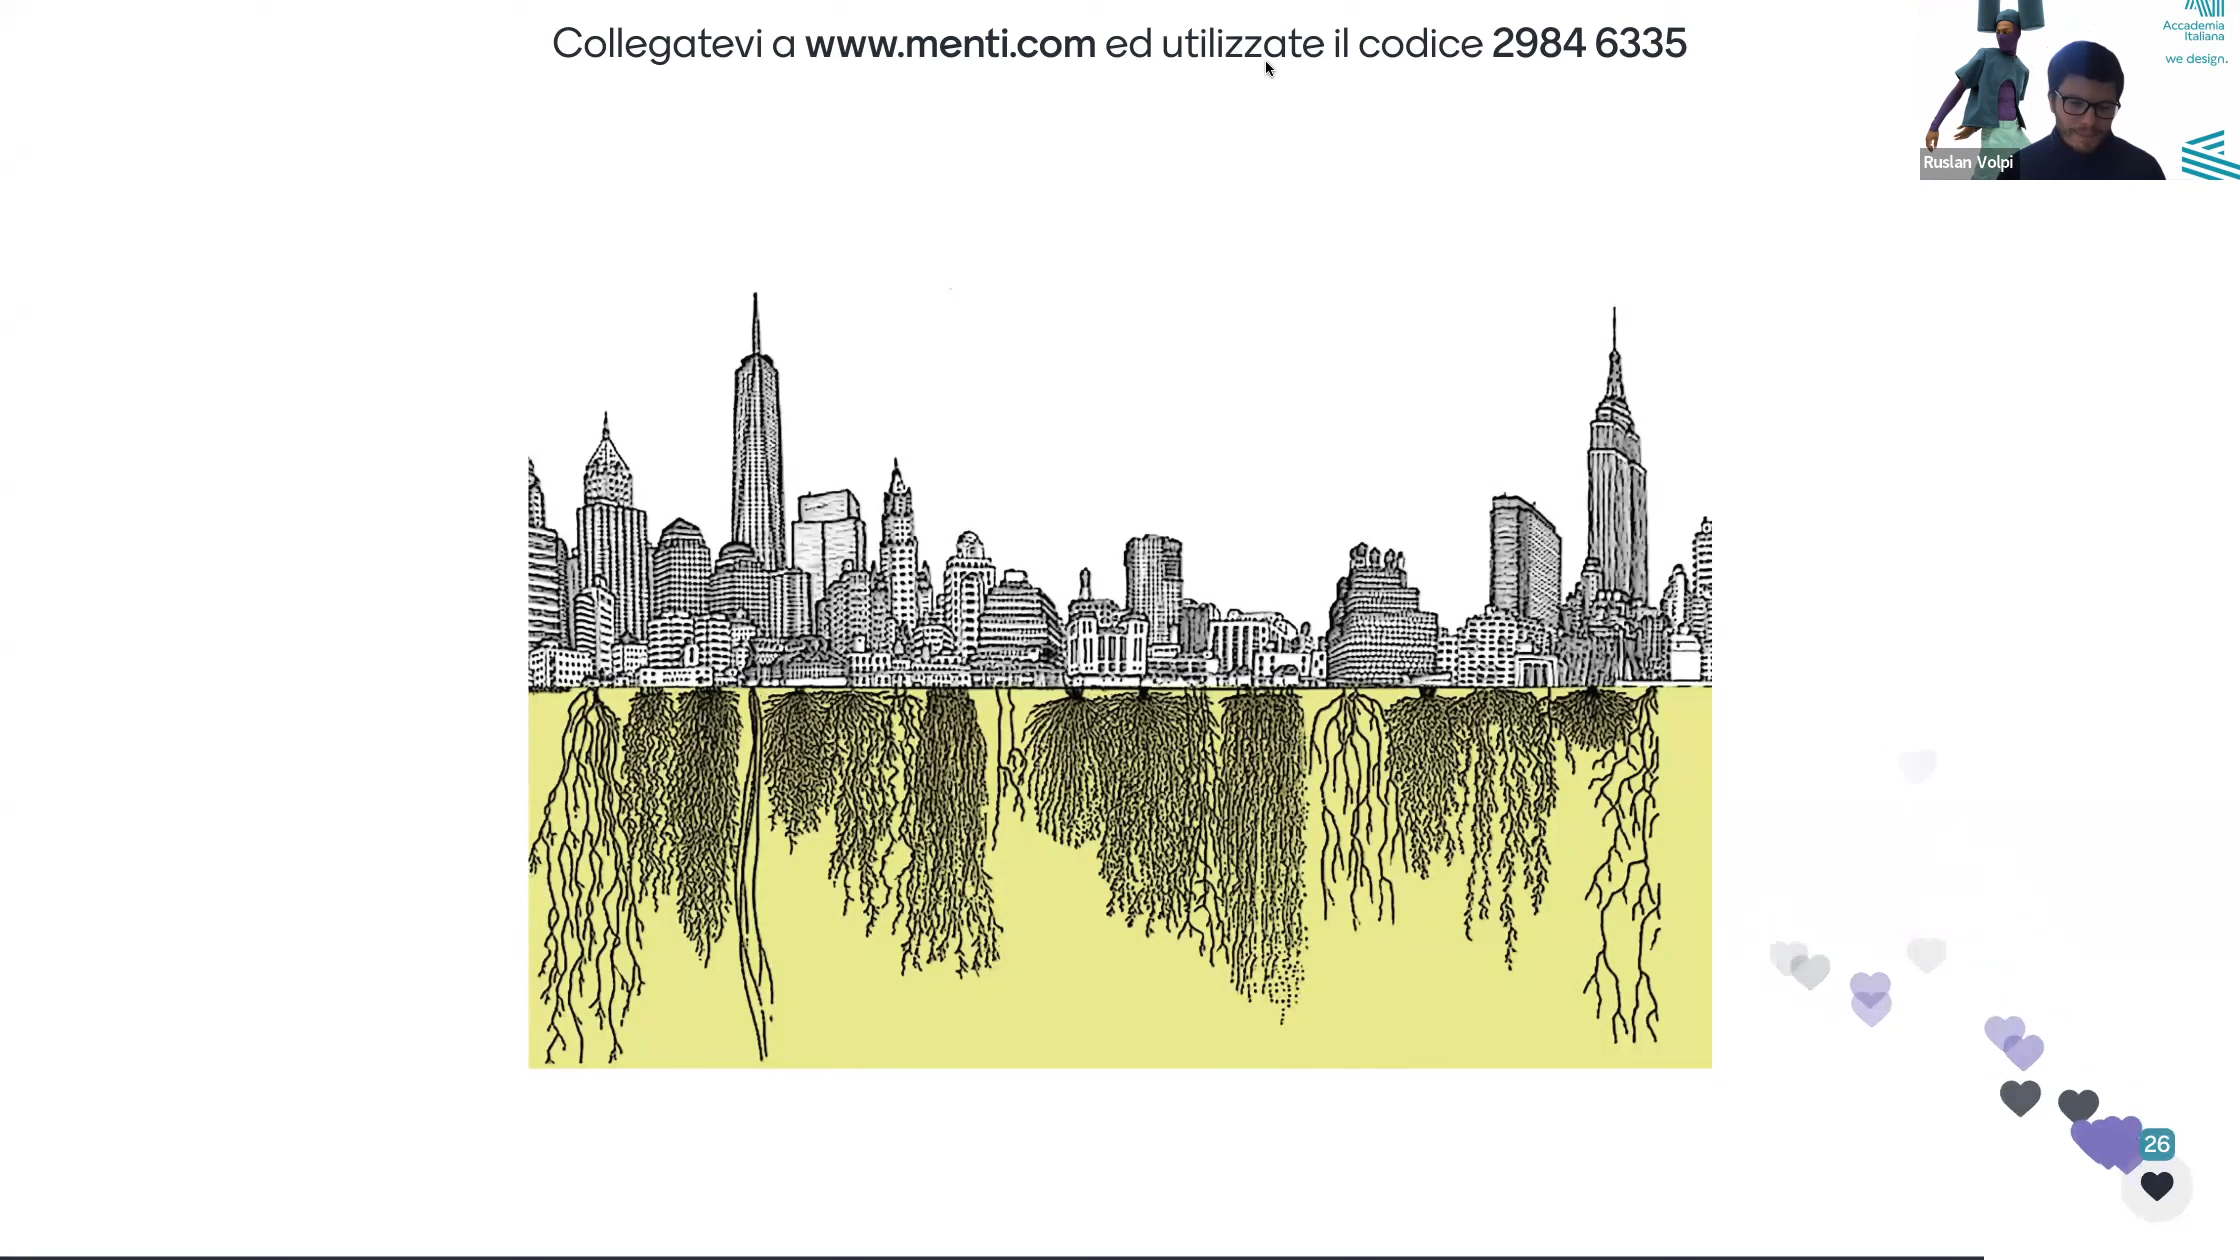 Collegatevi a www.menti.com ed utilizzate il codice 2984 6335
Accademia
Italiana
we design.
Ruslan Volpi
26